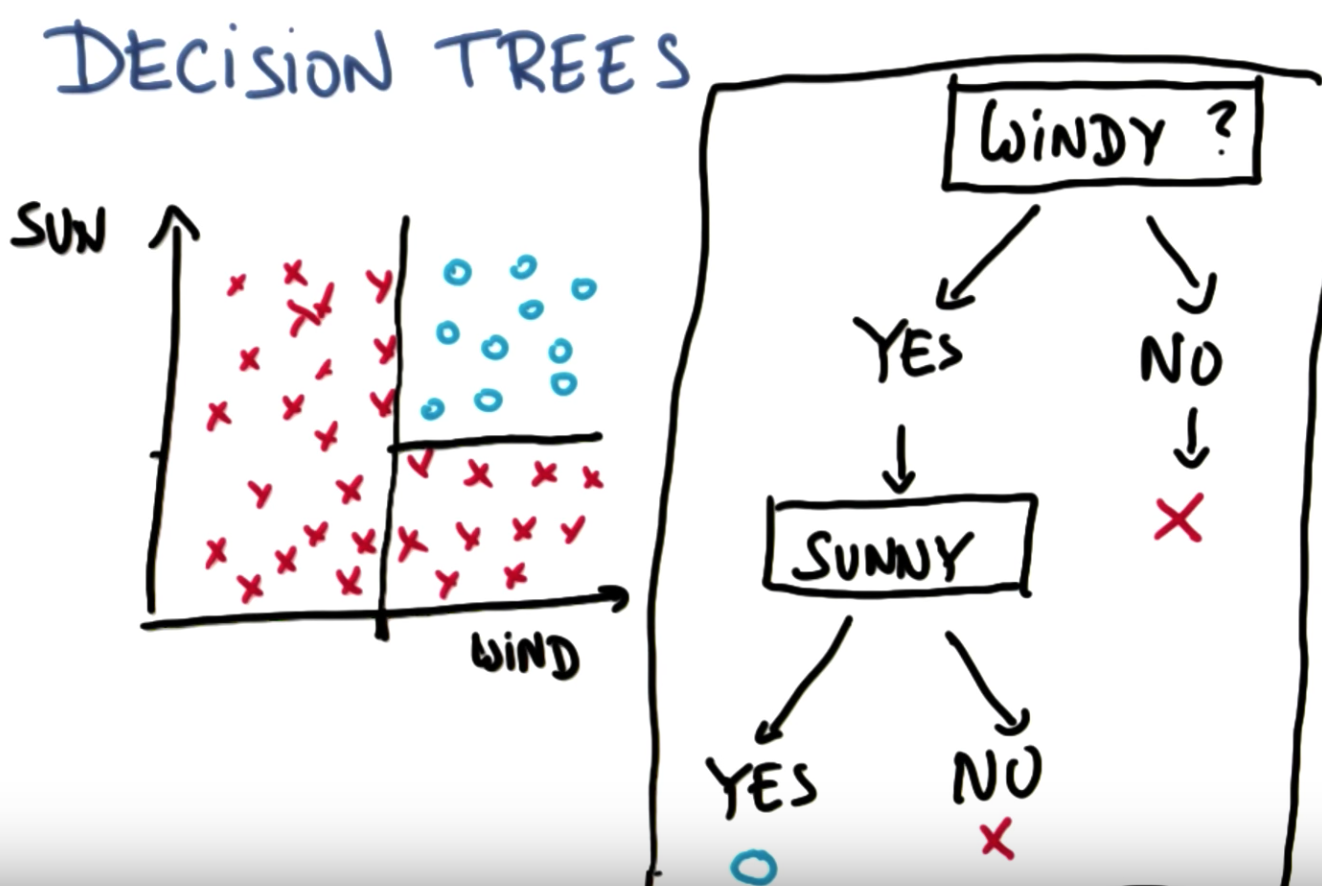 DECISION TREES
SUN
WIND
WINDY ?
YES
NO
SUNNY
YES
NO